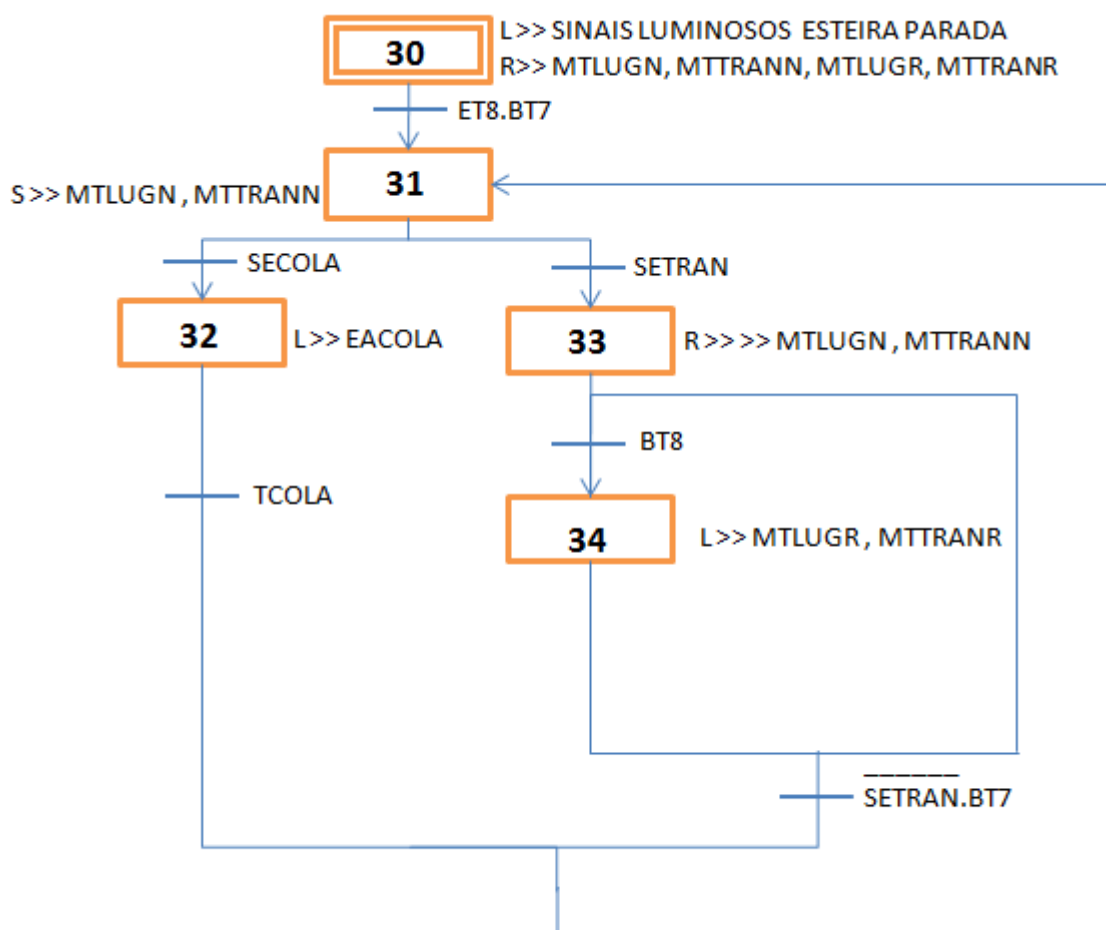 30
L>> SINAIS LUMINOSOS ESTEIRA PARADA
R>> MTLUGN, MTTRANN, MTLUGR, MTTRANR
ET8.BT7
31
S >> MTLUGN , MTTRANN
SECOLA
SETRAN
32
L>> EACOLA
33
R >> >> MTLUGN , MTTRANN
BT8
TCOLA
34
L>> MTLUGR , MTTRANR
SETRAN.BT7